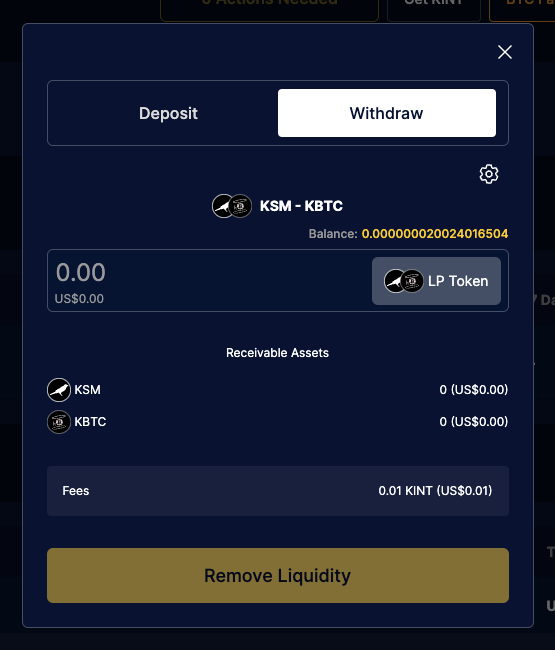 0 Actions Needed
Get KINT
Deposit
Withdraw
KSM - KBTC
Balance: 0.000000020024016504
0.00
US$0.00
LP Token
Receivable Assets
KSM
0 (US$0.00)
KBTC
0 (US$0.00)
Fees
0.01 KINT (US$0.01)
Remove Liquidity